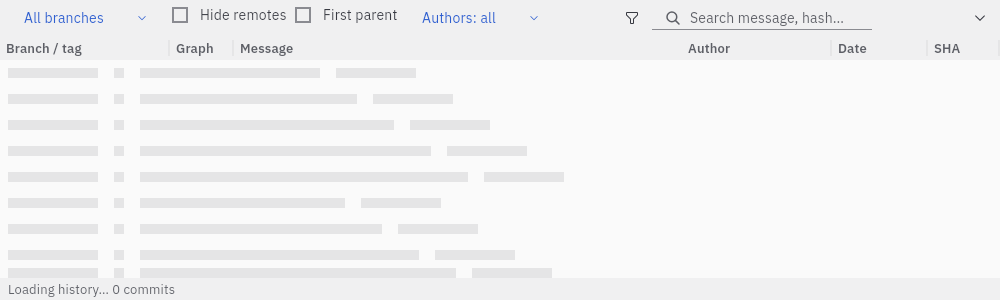 All branches Hide remotes First parent Authors: all Search message, hash...
Branch / tag Graph Message Author Date SHA
Loading history... 0 commits